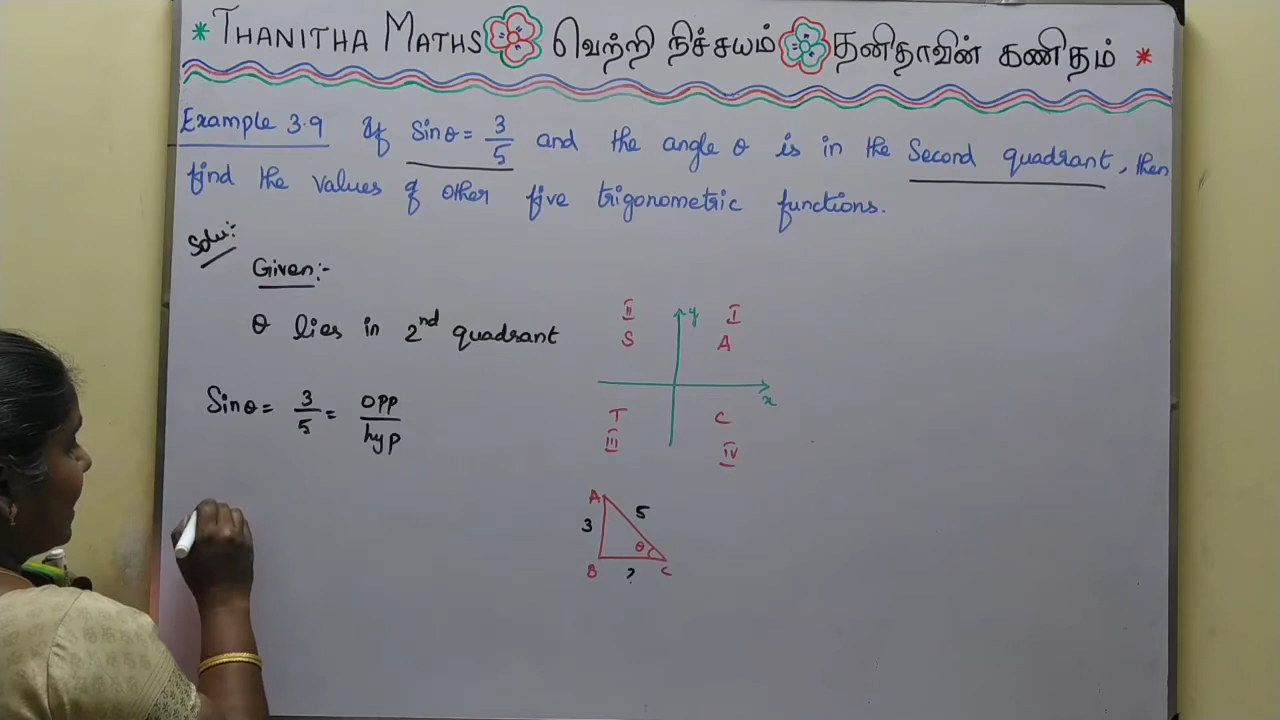 * THANITHA MATHS வெற்றி நிச்சயம் தனிதாவின் கணிதம் *
Example 3.9 If Sinθ = 3/5 and the angle θ is in the Second quadrant, then
find the values of other five trigonometric functions.
Solu:-
Given:-
θ lies in 2nd quadrant
Sinθ = 3/5 = opp/hyp
II y I
S A
x
T C
III IV
A
3 5
θ
B ? C